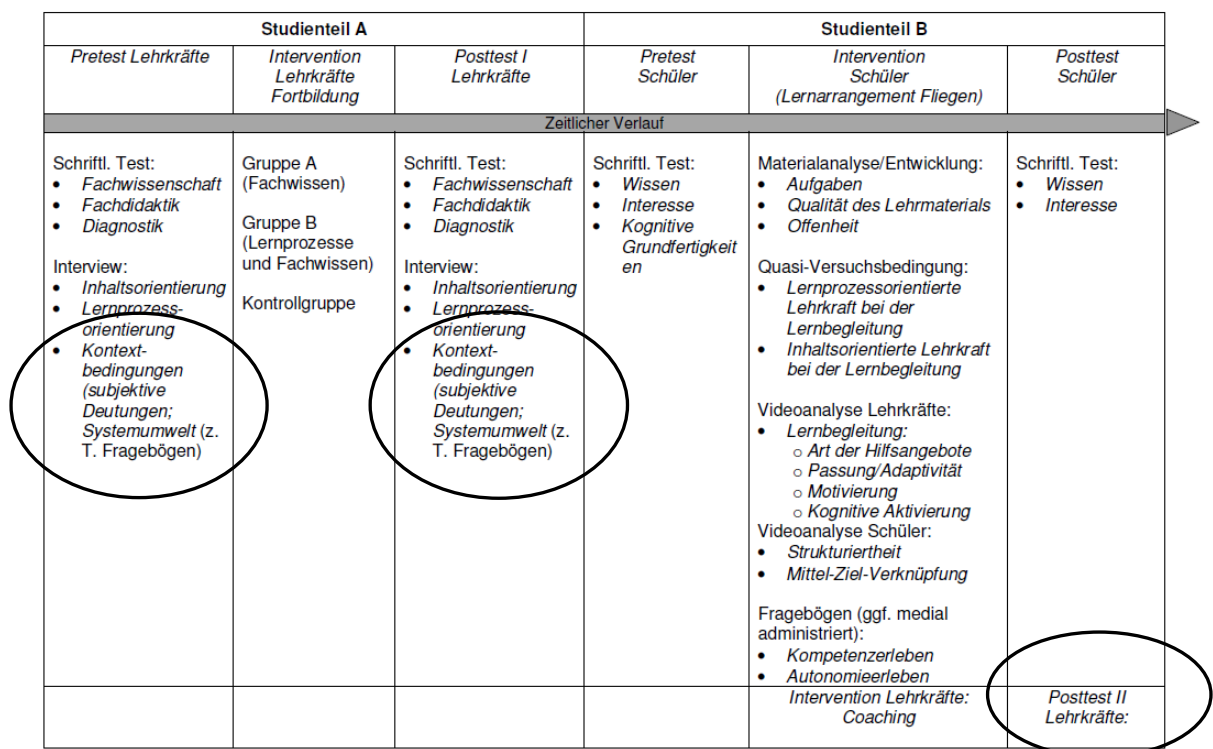 Studienteil A
Studienteil B
Pretest Lehrkräfte
Intervention
Lehrkräfte
Fortbildung
Posttest I
Lehrkräfte
Pretest
Schüler
Intervention
Schüler
(Lernarrangement Fliegen)
Posttest
Schüler
Zeitlicher Verlauf
Schriftl. Test:
• Fachwissenschaft
• Fachdidaktik
• Diagnostik
Interview:
• Inhaltsorientierung
• Lernprozess-
orientierung
• Kontext-
bedingungen
(subjektive
Deutungen;
Systemumwelt (z.
T. Fragebögen)
Gruppe A
(Fachwissen)
Gruppe B
(Lernprozesse
und Fachwissen)
Kontrollgruppe
Schriftl. Test:
• Fachwissenschaft
• Fachdidaktik
• Diagnostik
Interview:
• Inhaltsorientierung
• Lernprozess-
orientierung
• Kontext-
bedingungen
(subjektive
Deutungen;
Systemumwelt (z.
T. Fragebögen)
Schriftl. Test:
• Wissen
• Interesse
• Kognitive
Grundfertigkeit
en
Materialanalyse/Entwicklung:
• Aufgaben
• Qualität des Lehrmaterials
• Offenheit
Quasi-Versuchsbedingung:
• Lernprozessorientierte
Lehrkraft bei der
Lernbegleitung
• Inhaltsorientierte Lehrkraft
bei der Lernbegleitung
Videoanalyse Lehrkräfte:
• Lernbegleitung:
○ Art der Hilfsangebote
○ Passung/Adaptivität
○ Motivierung
○ Kognitive Aktivierung
Videoanalyse Schüler:
• Strukturiertheit
• Mittel-Ziel-Verknüpfung
Fragebögen (ggf. medial
administriert):
• Kompetenzerleben
• Autonomieerleben
Schriftl. Test:
• Wissen
• Interesse
Intervention Lehrkräfte:
Coaching
Posttest II
Lehrkräfte: